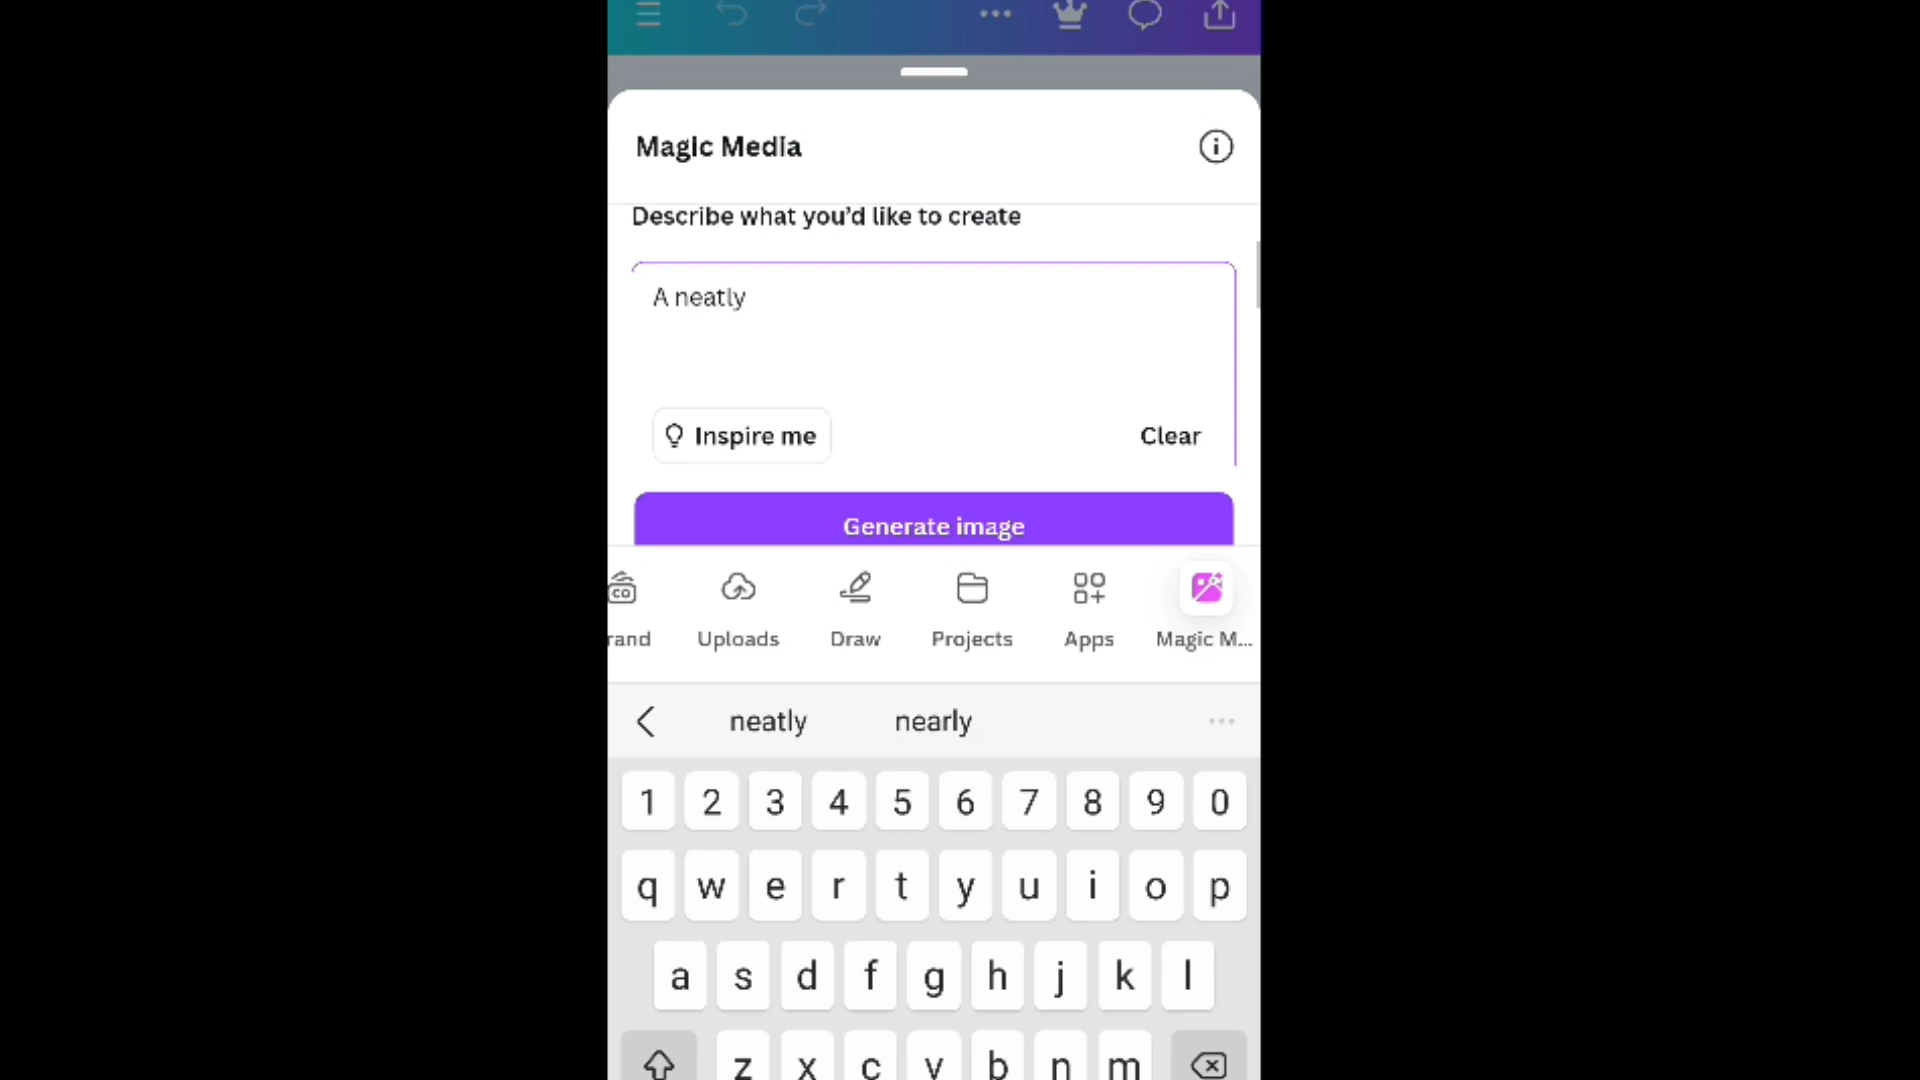 Magic Media
Describe what you'd like to create
A neatly
Inspire me
Clear
Generate image
CO
rand
Uploads
Draw
Projects
Apps
Magic M...
neatly
nearly
1 2 3 4 5 6 7 8 9 0
q w e r t y u i o p
a s d f g h j k l
z x c v b n m